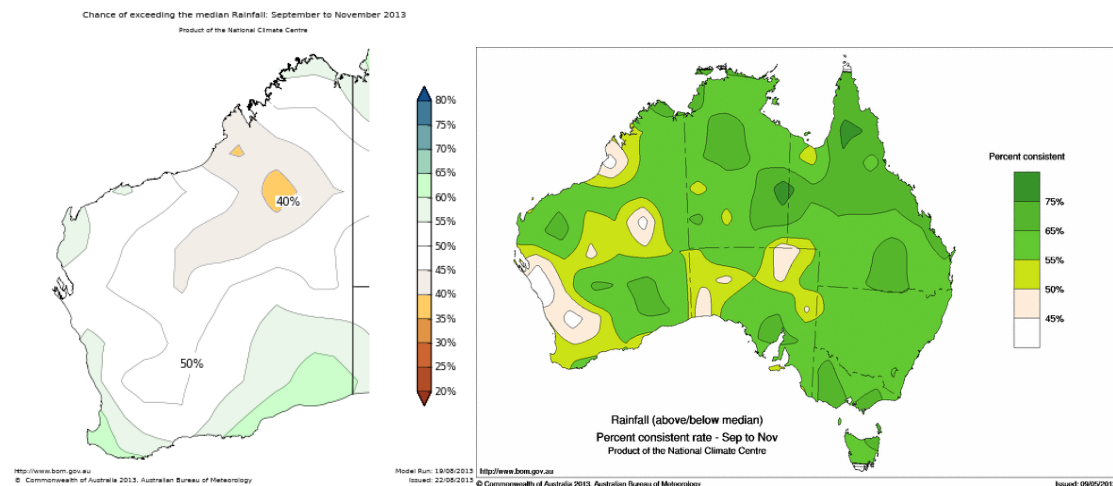 Chance of exceeding the median Rainfall: September to November 2013
Product of the National Climate Centre
80%
75%
70%
65%
60%
55%
50%
45%
40%
35%
30%
25%
20%
40%
50%
http://www.bom.gov.au
© Commonwealth of Australia 2013, Australian Bureau of Meteorology
Model Run: 19/08/2013
Issued: 22/08/2013
Percent consistent
75%
65%
55%
50%
45%
Rainfall (above/below median)
Percent consistent rate - Sep to Nov
Product of the National Climate Centre
http://www.bom.gov.au
© Commonwealth of Australia 2013, Australian Bureau of Meteorology
Issued: 09/05/201